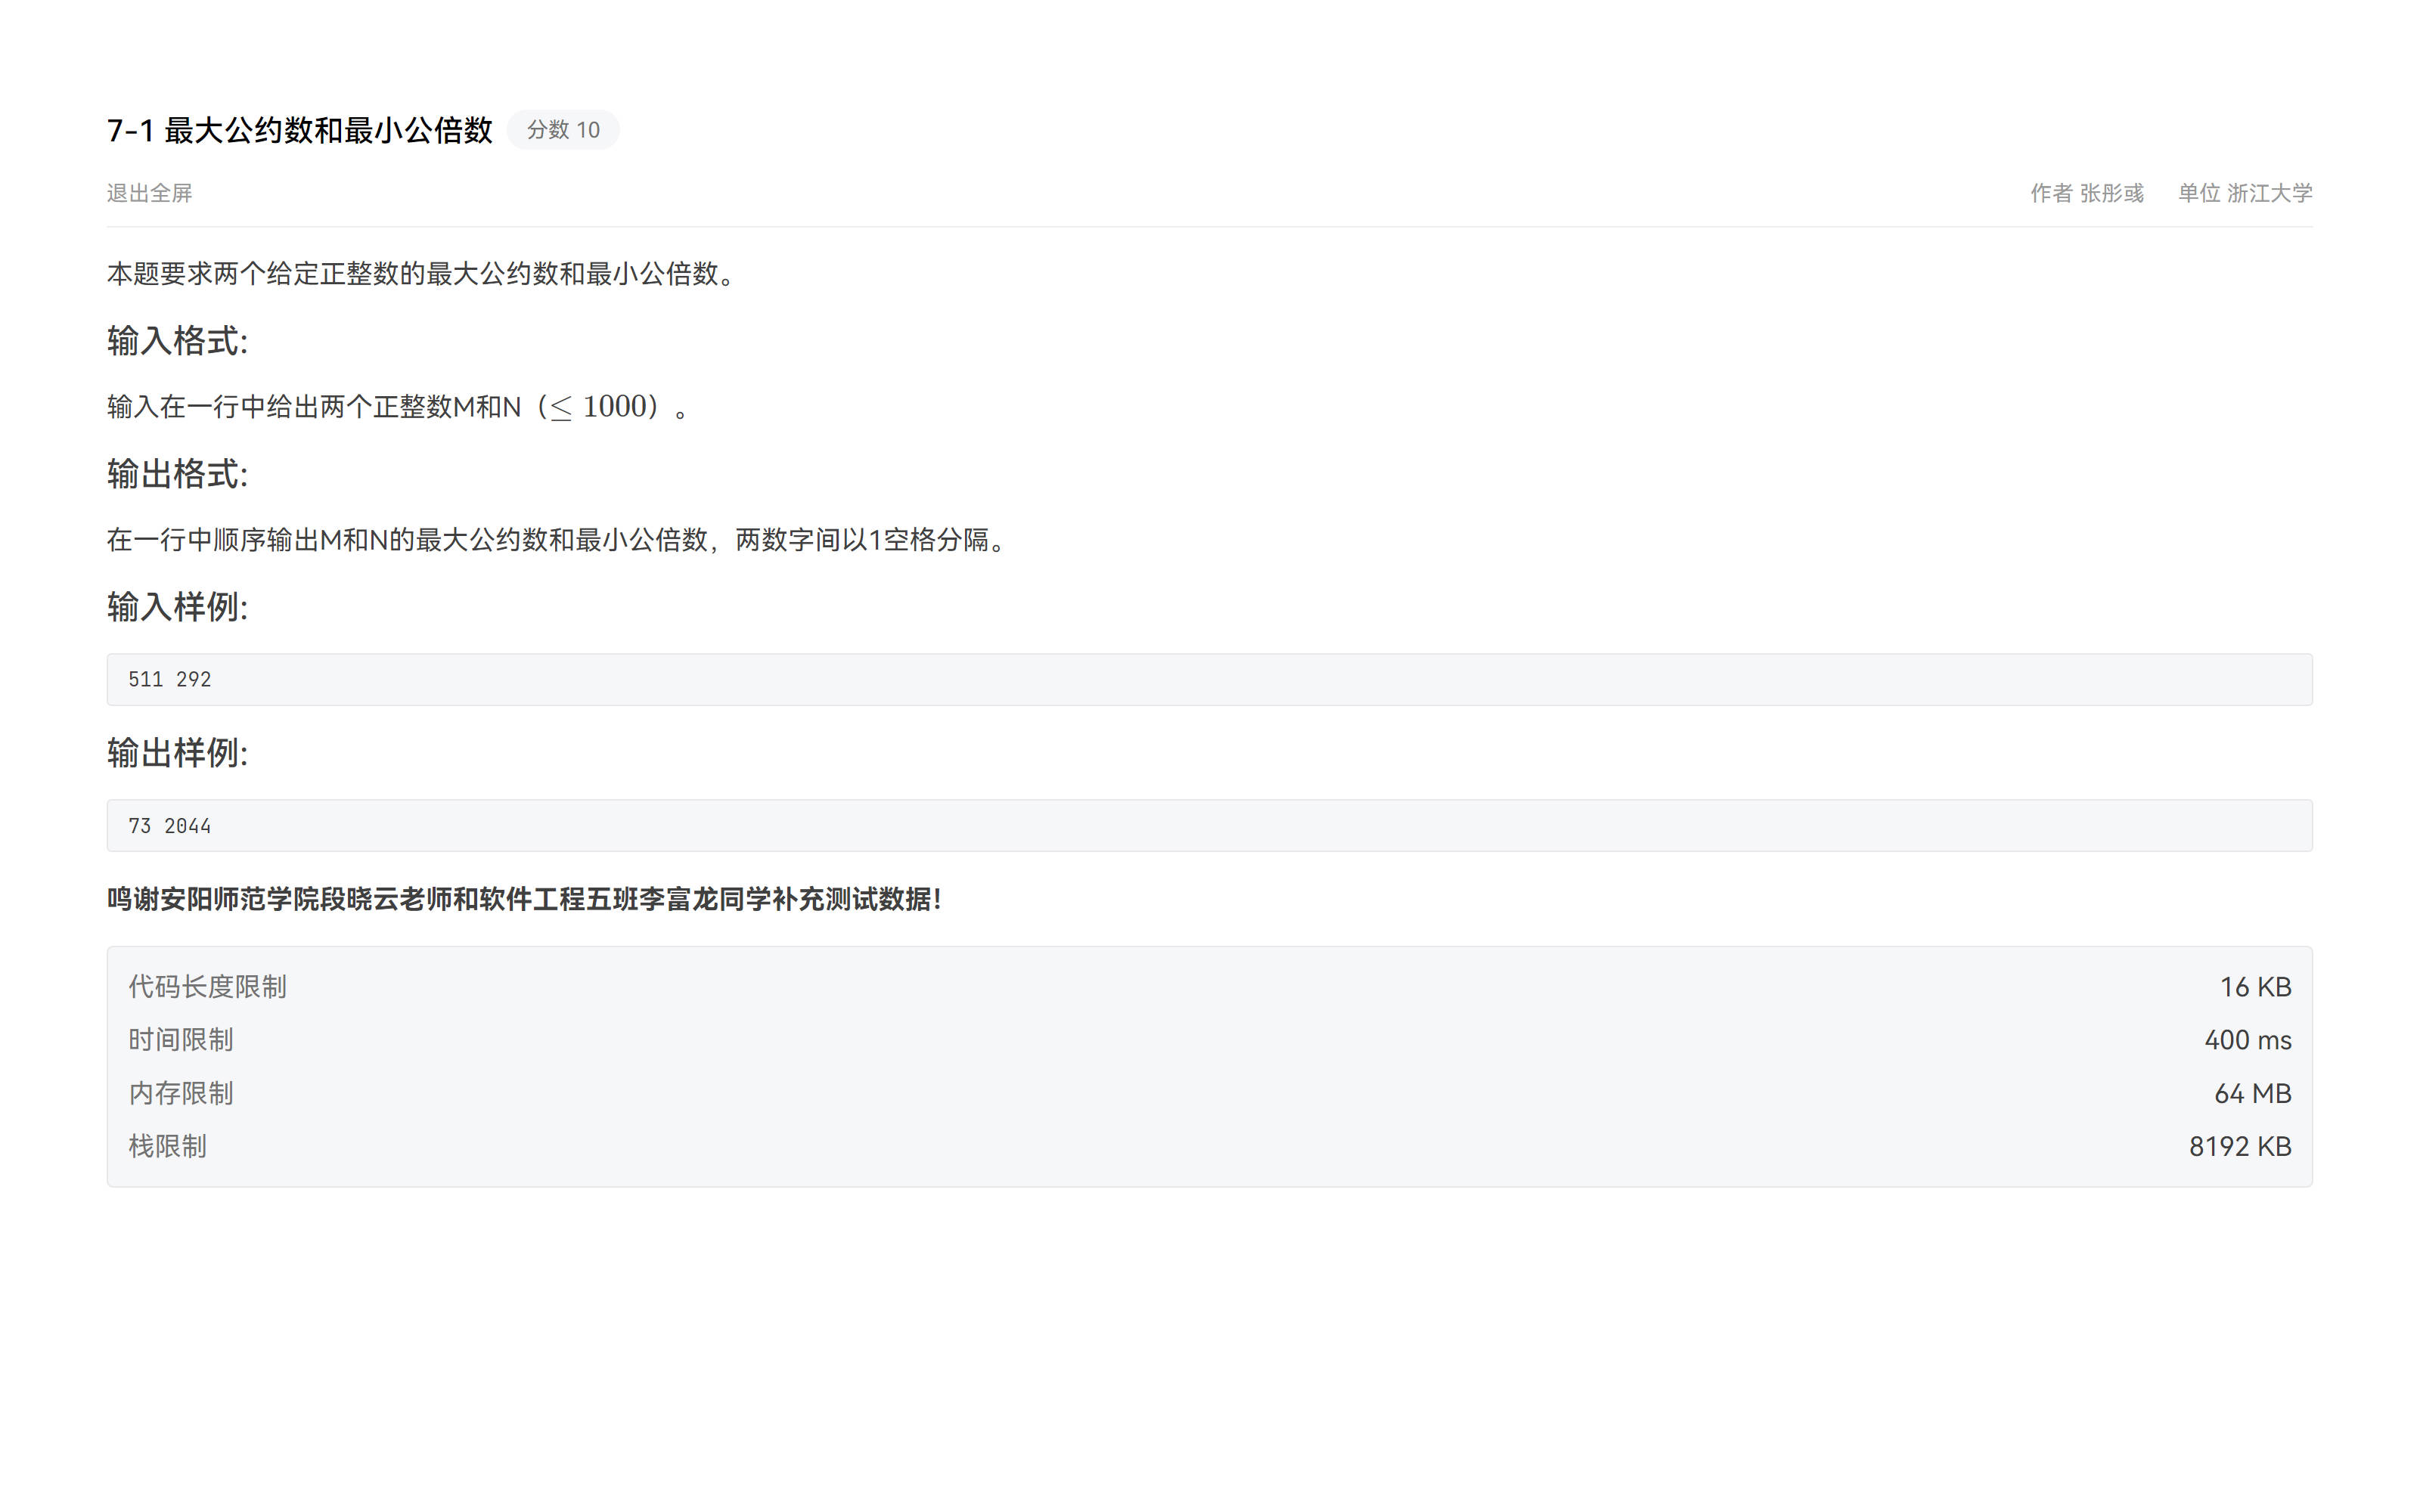 7-1 最大公约数和最小公倍数 分数 10
退出全屏 作者 张彤彧 单位 浙江大学
本题要求两个给定正整数的最大公约数和最小公倍数。
输入格式:
输入在一行中给出两个正整数M和N（≤ 1000）。
输出格式:
在一行中顺序输出M和N的最大公约数和最小公倍数，两数字间以1空格分隔。
输入样例:
511 292
输出样例:
73 2044
鸣谢安阳师范学院段晓云老师和软件工程五班李富龙同学补充测试数据！
代码长度限制 16 KB
时间限制 400 ms
内存限制 64 MB
栈限制 8192 KB